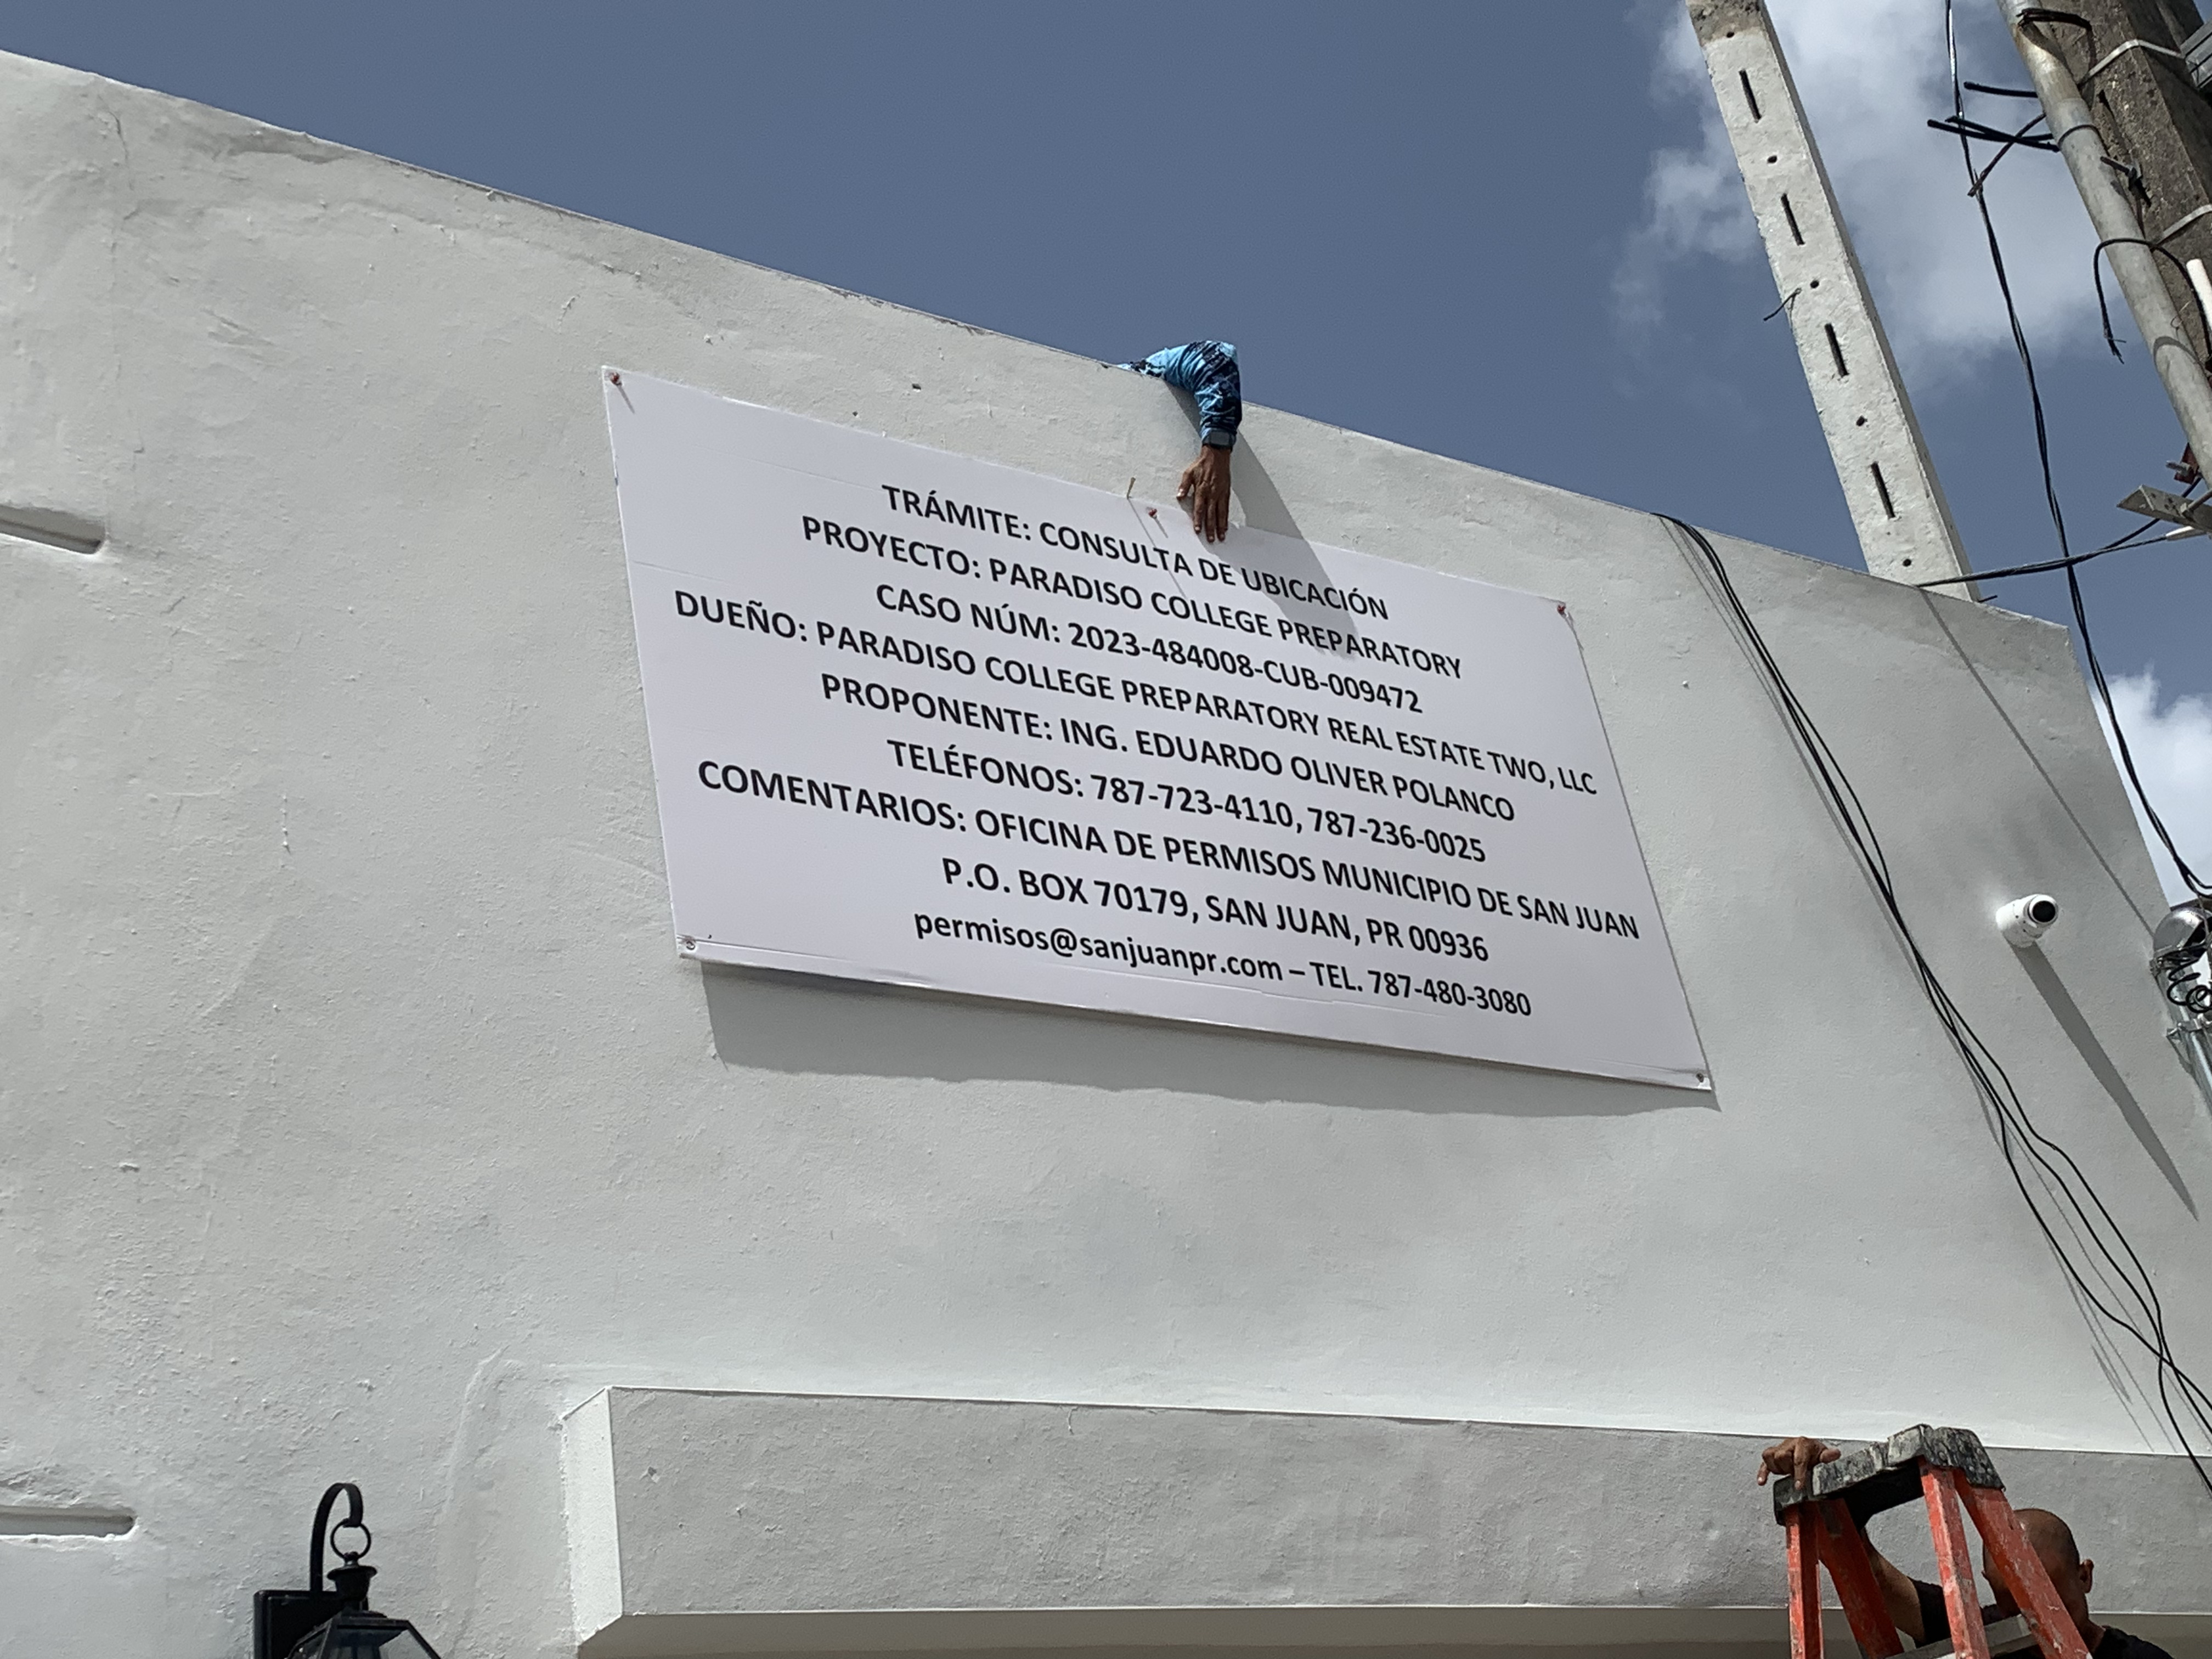 TRÁMITE: CONSULTA DE UBICACIÓN
PROYECTO: PARADISO COLLEGE PREPARATORY
CASO NÚM: 2023-484008-CUB-009472
DUEÑO: PARADISO COLLEGE PREPARATORY REAL ESTATE TWO, LLC
PROPONENTE: ING. EDUARDO OLIVER POLANCO
TELÉFONOS: 787-723-4110, 787-236-0025
COMENTARIOS: OFICINA DE PERMISOS MUNICIPIO DE SAN JUAN
P.O. BOX 70179, SAN JUAN, PR 00936
permisos@sanjuanpr.com – TEL. 787-480-3080